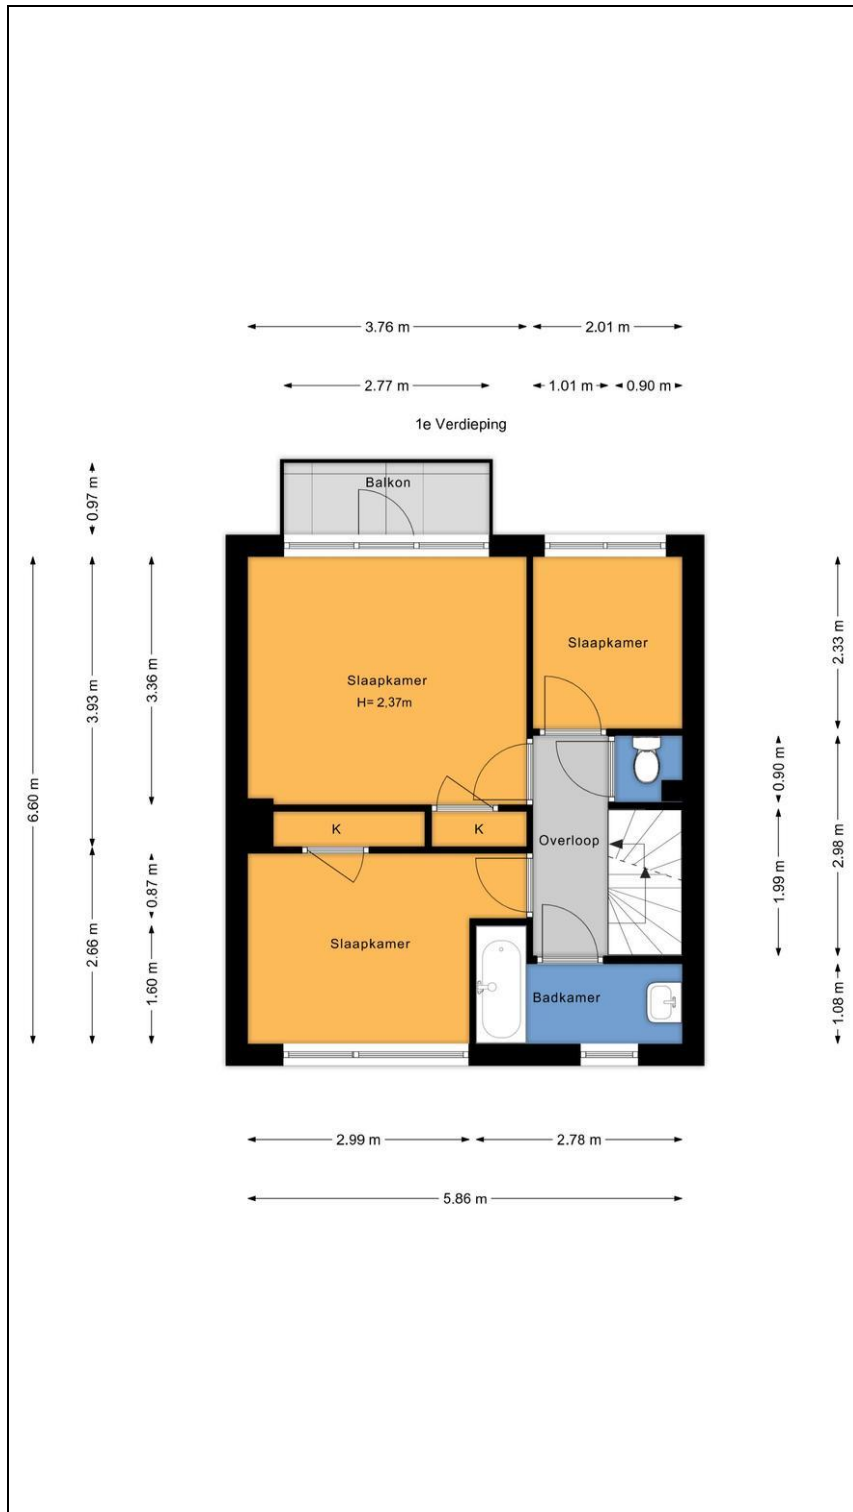 3.76 m
2.01 m
2.77 m
1.01 m
0.90 m
1e Verdieping
Balkon
0.97 m
6.60 m
3.93 m
3.36 m
Slaapkamer
H= 2,37m
Slaapkamer
2.33 m
0.90 m
K
K
Overloop
1.99 m
2.98 m
2.66 m
0.87 m
1.60 m
Slaapkamer
Badkamer
1.08 m
2.99 m
2.78 m
5.86 m